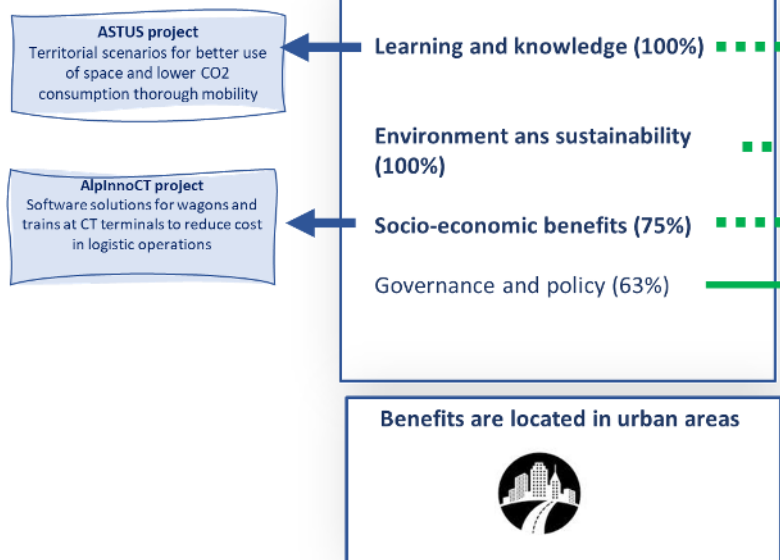 ASTUS project
Territorial scenarios for better use
of space and lower CO2
consumption thorough mobility
Learning and knowledge (100%)
Environment ans sustainability
(100%)
AlpInnoCT project
Software solutions for wagons and
trains at CT terminals to reduce cost
in logistic operations
Socio-economic benefits (75%)
Governance and policy (63%)
Benefits are located in urban areas